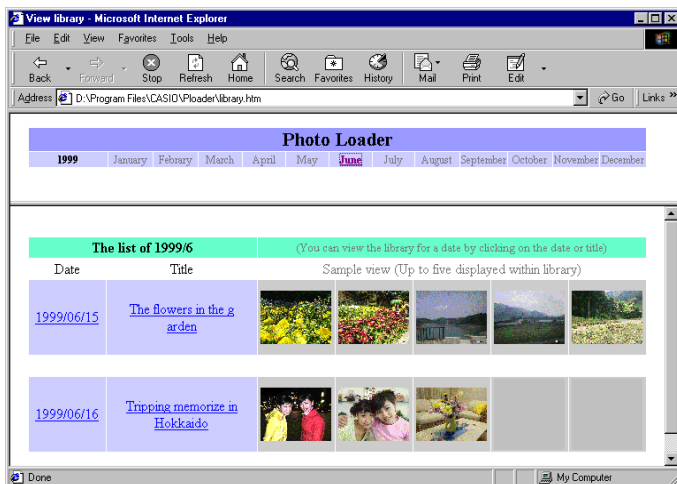 View library - Microsoft Internet Explorer
File Edit View Favorites Tools Help
Back Forward Stop Refresh Home Search Favorites History Mail Print Edit
Address D:\Program Files\CASIO\Ploader\library.htm Go Links »
Photo Loader
1999 January Febrary March April May June July August September October November December
The list of 1999/6 (You can view the library for a date by clicking on the date or title)
Date Title Sample view (Up to five displayed within library)
1999/06/15 The flowers in the g
arden
1999/06/16 Tripping memorize in
Hokkaido
Done My Computer